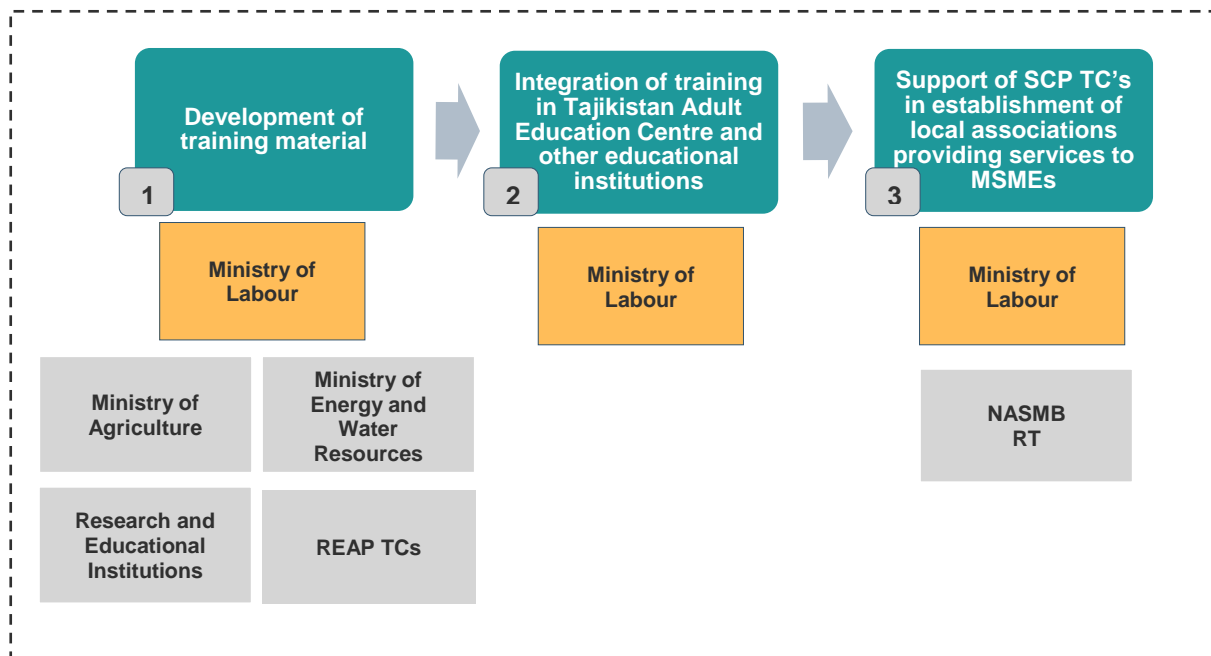 Development of
training material
1
Integration of training
in Tajikistan Adult
Education Centre and
other educational
institutions
2
Support of SCP TC’s
in establishment of
local associations
providing services to
MSMEs
3
Ministry of
Labour
Ministry of
Labour
Ministry of
Labour
Ministry of
Agriculture
Ministry of
Energy and
Water
Resources
NASMB
RT
Research and
Educational
Institutions
REAP TCs